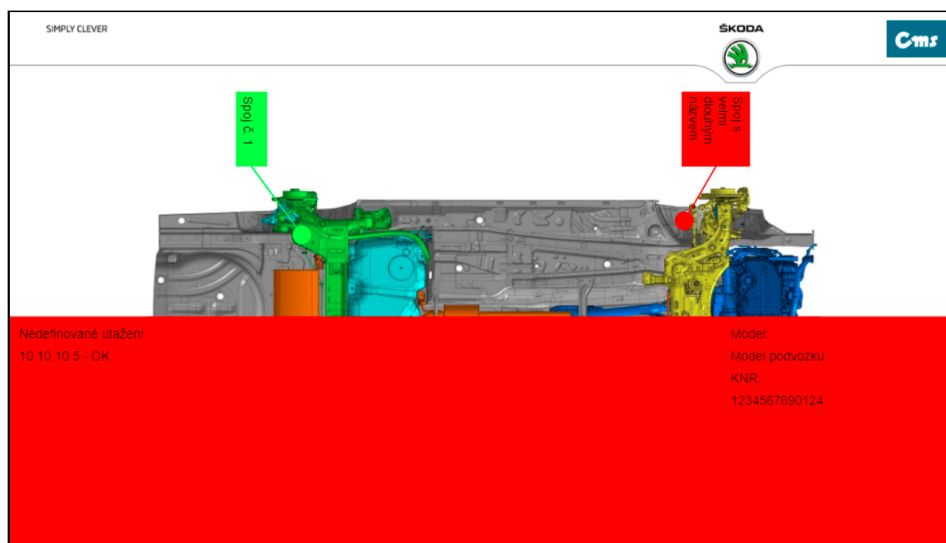 SIMPLY CLEVER
ŠKODA
Cms
Spoj č. 1
Spoj s
velmi
dlouhým
názvem
Nedefinované utažení:
10.10.10.5 - OK
Model:
Model podvozku
KNR:
1234567890124